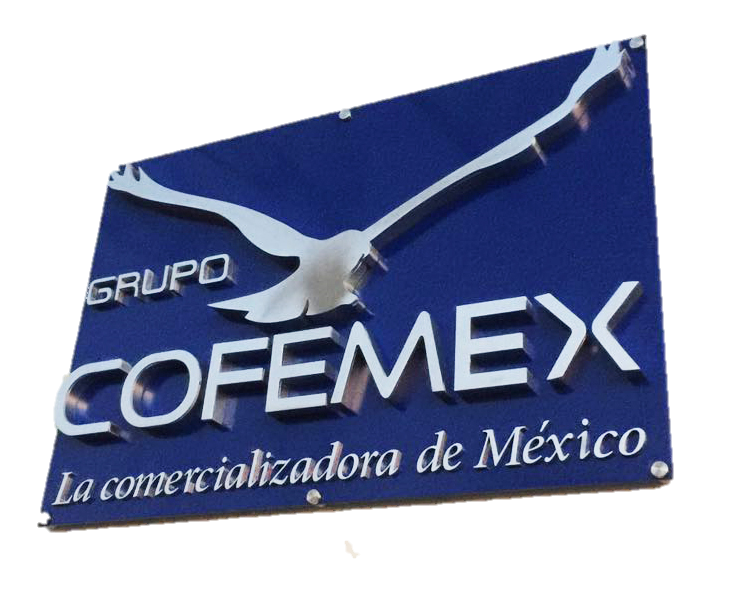 GRUPO
COFEMEX
La comercializadora de México